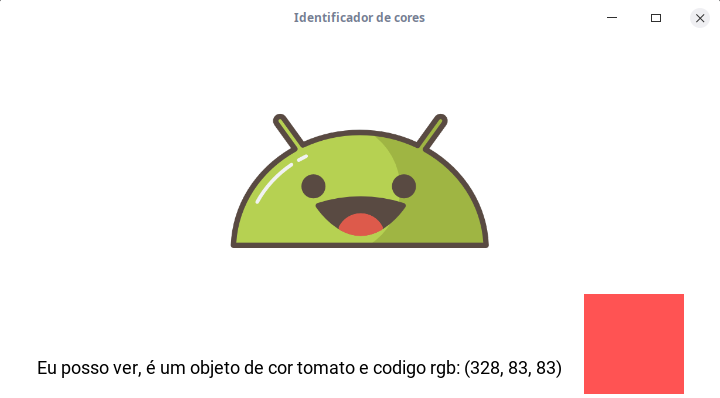 Identificador de cores
Eu posso ver, é um objeto de cor tomato e codigo rgb: (328, 83, 83)